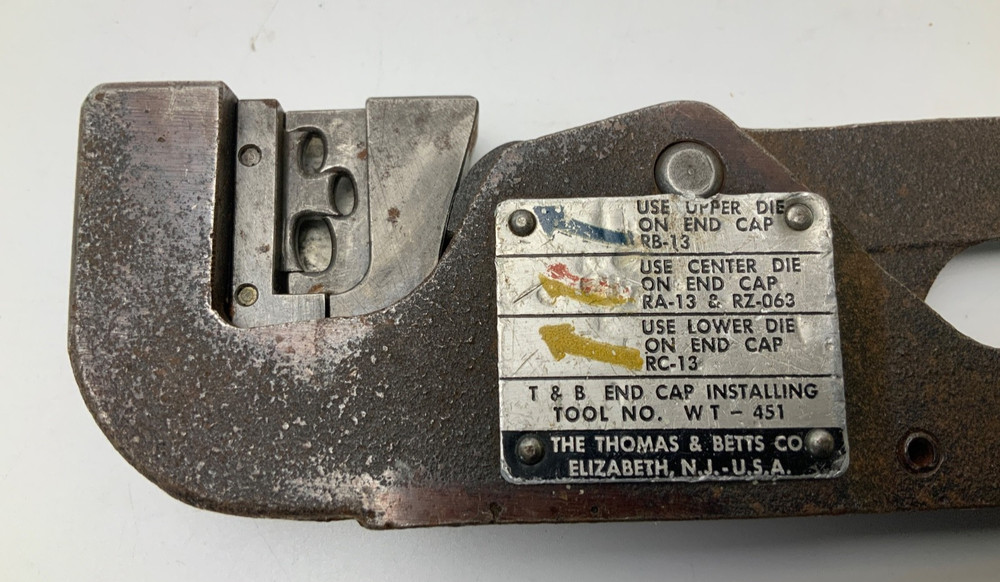 USE UPPER DIE
ON END CAP
RB-13
USE CENTER DIE
ON END CAP
RA-13 & RZ-063
USE LOWER DIE
ON END CAP
RC-13
T & B END CAP INSTALLING
TOOL NO. WT-451
THE THOMAS & BETTS CO
ELIZABETH, N.J.-U.S.A.